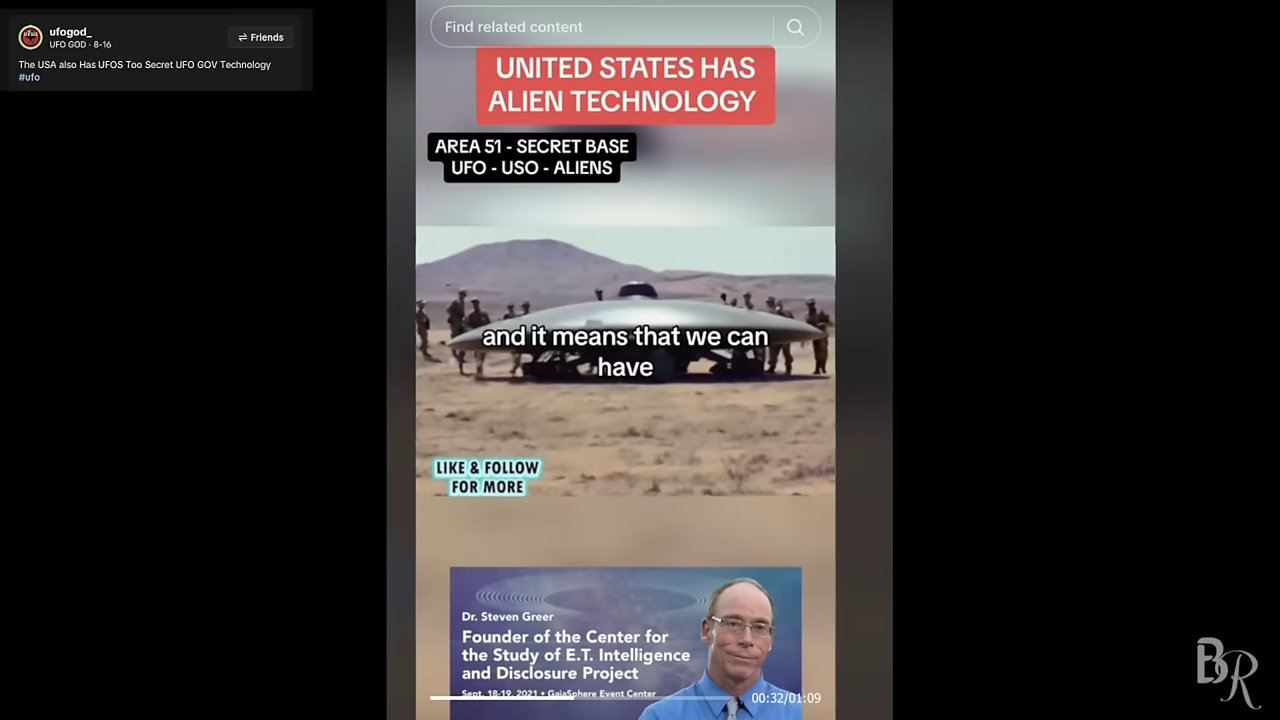 ufogod_
UFO GOD · 8-16
Friends
The USA also Has UFOS Too Secret UFO GOV Technology
#ufo
Find related content
UNITED STATES HAS
ALIEN TECHNOLOGY
AREA 51 - SECRET BASE
UFO - USO - ALIENS
and it means that we can
have
LIKE & FOLLOW
FOR MORE
Dr. Steven Greer
Founder of the Center for
the Study of E.T. Intelligence
and Disclosure Project
Sept. 18-19, 2021 • GaiaSphere Event Center
00:32/01:09
BR